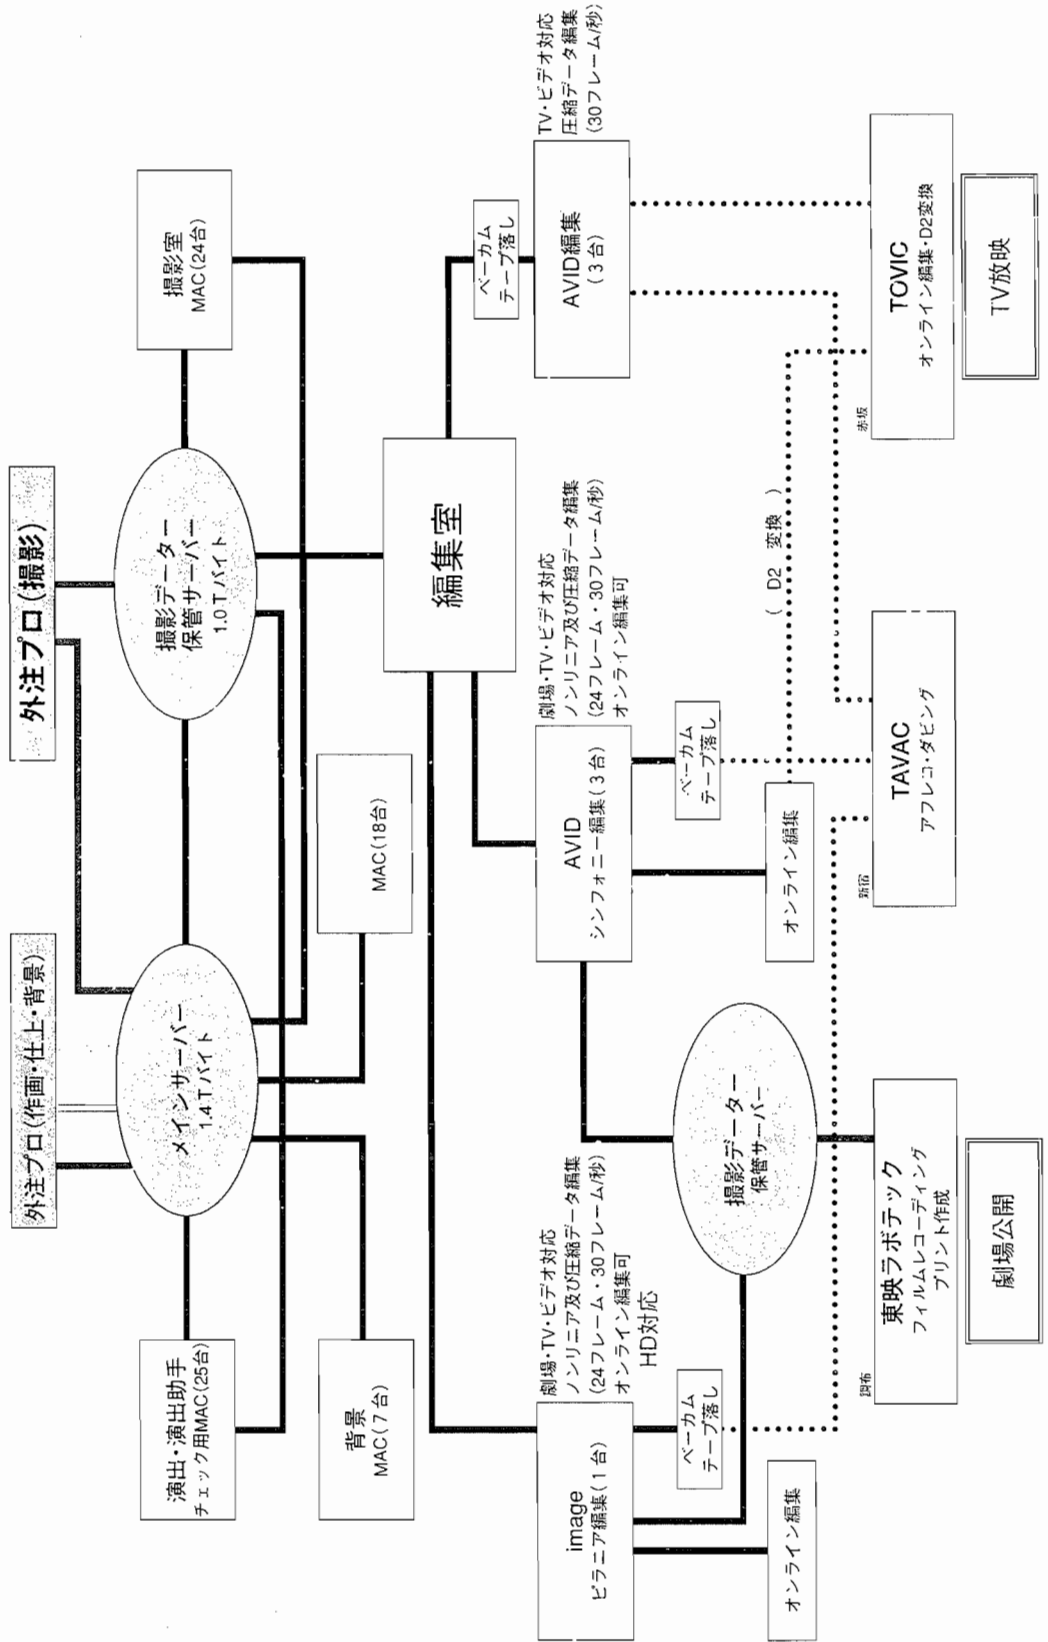 外注プロ(作画・仕上・背景)
外注プロ(撮影)
演出・演出助手
チェック用MAC(25台)
メインサーバー
1.4Tバイト
撮影データー
保管サーバー
1.0Tバイト
撮影室
MAC(24台)
背景
MAC(7台)
MAC(18台)
編集室
ベーカム
テープ落し
image
ピラニア編集(1台)
劇場・TV・ビデオ対応
ノンリニア及び圧縮データ編集
(24フレーム・30フレーム/秒)
オンライン編集可
HD対応
AVID
シンフォニー編集(3台)
劇場・TV・ビデオ対応
ノンリニア及び圧縮データ編集
(24フレーム・30フレーム/秒)
オンライン編集可
AVID編集
(3台)
TV・ビデオ対応
圧縮データ編集
(30フレーム/秒)
ベーカム
テープ落し
撮影データー
保管サーバー
ベーカム
テープ落し
オンライン編集
オンライン編集
( D2 変換 )
調布
東映ラボテック
フィルムレコーディング
プリント作成
劇場公開
新宿
TAVAC
アフレコ・ダビング
赤坂
TOVIC
オンライン編集・D2変換
TV放映